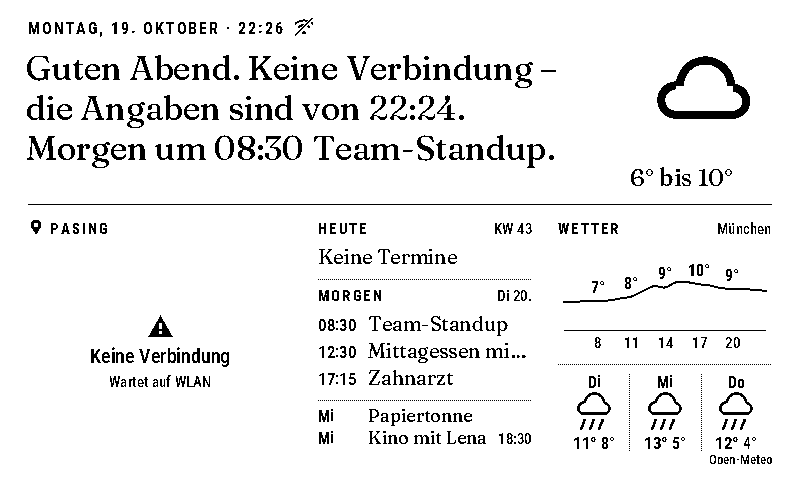 MONTAG, 19. OKTOBER · 22:26
Guten Abend. Keine Verbindung –
die Angaben sind von 22:24.
Morgen um 08:30 Team-Standup.
6° bis 10°
PASING
Keine Verbindung
Wartet auf WLAN
HEUTE KW 43
Keine Termine
MORGEN Di 20.
08:30 Team-Standup
12:30 Mittagessen mi...
17:15 Zahnarzt
Mi Papiertonne
Mi Kino mit Lena 18:30
WETTER München
7° 8° 9° 10° 9°
8 11 14 17 20
Di Mi Do
11° 8° 13° 5° 12° 4°
Open-Meteo